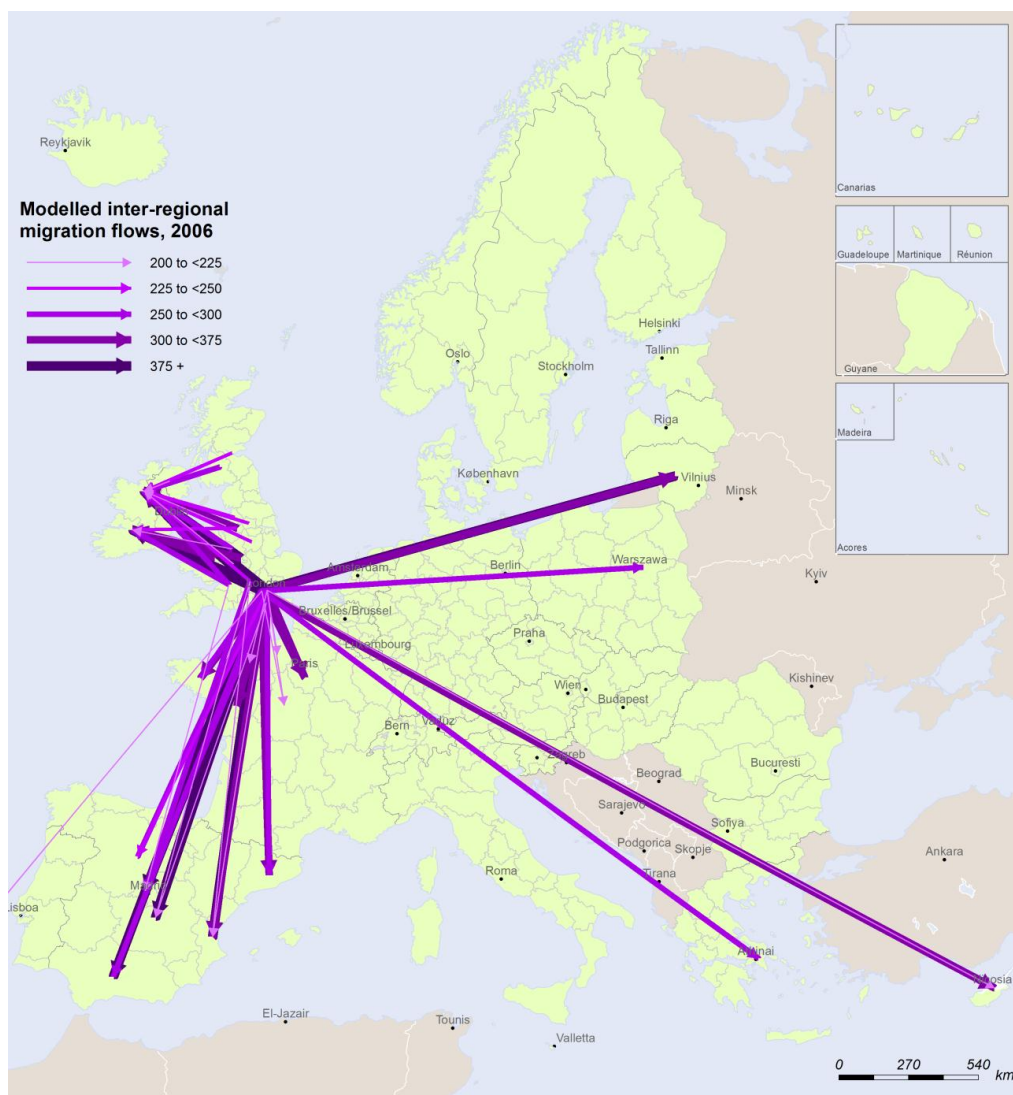 Reykjavik
Modelled inter-regional
migration flows, 2006
200 to <225
225 to <250
250 to <300
300 to <375
375 +
Canarias
Guadeloupe
Martinique
Réunion
Guyane
Madeira
Acores
Helsinki
Tallinn
Oslo
Stockholm
Riga
København
Vilnius
Minsk
Dublin
London
Amsterdam
Berlin
Warszawa
Kyiv
Bruxelles/Brussel
Praha
Luxembourg
Paris
Kishinev
Wien
Budapest
Bern
Vaduz
Zagreb
Bucuresti
Beograd
Sarajevo
Sofiya
Podgorica
Skopje
Ankara
Tirana
Roma
Madrid
Lisboa
Athinai
Nicosia
El-Jazair
Tounis
Valletta
0 270 540
km